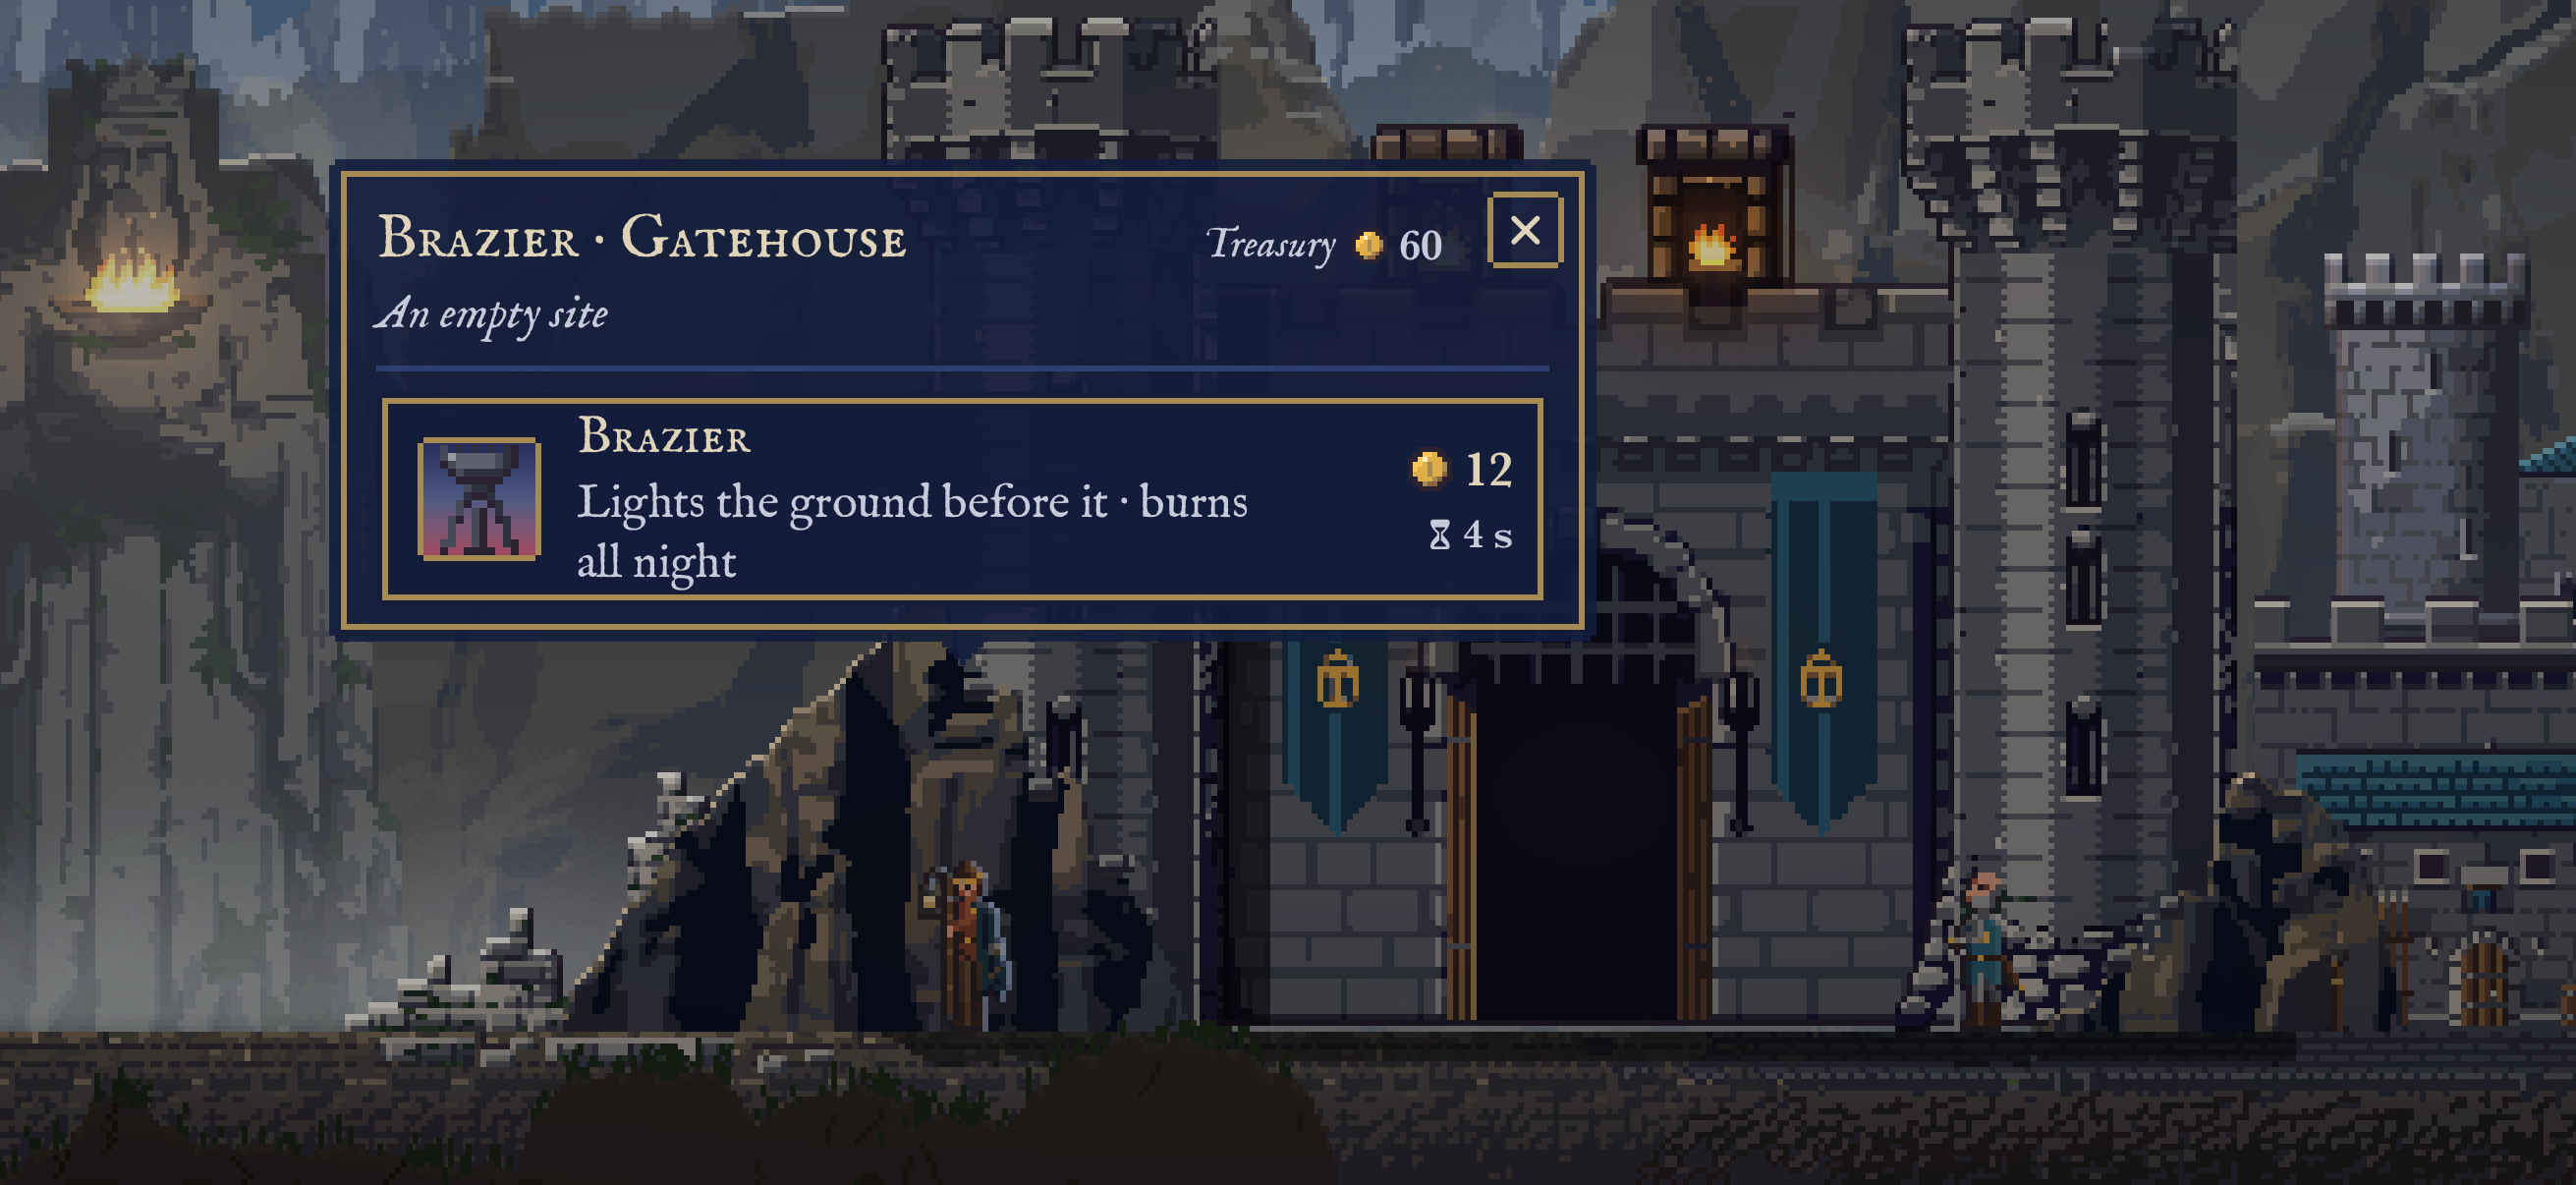 Brazier · Gatehouse
Treasury 60
An empty site
Brazier
Lights the ground before it · burns
all night
12
4 s